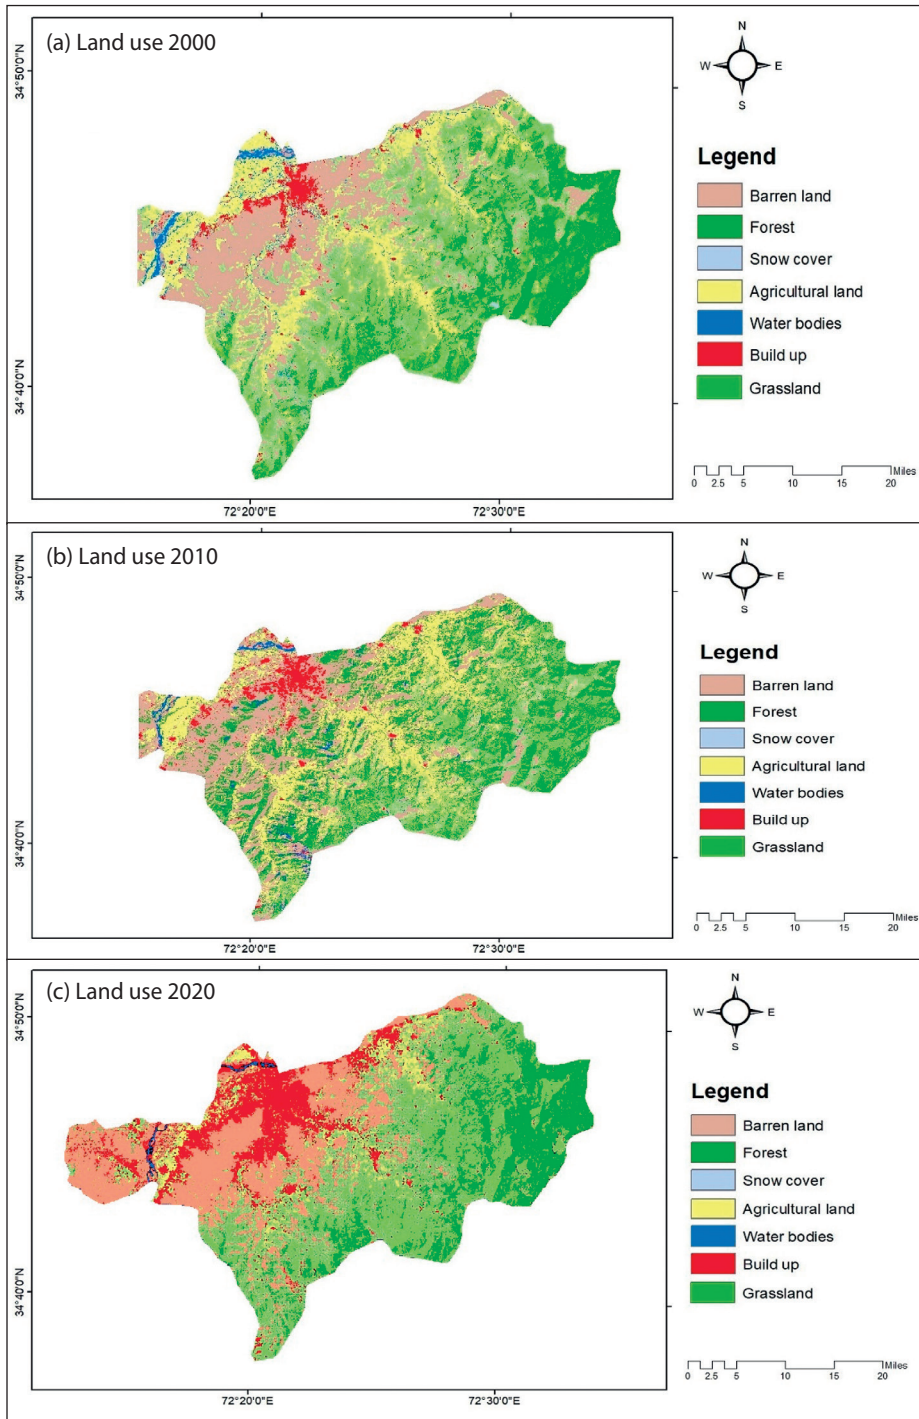 (a) Land use 2000
N
W E
S
34°50'0"N
34°40'0"N
72°20'0"E
72°30'0"E
Legend
Barren land
Forest
Snow cover
Agricultural land
Water bodies
Build up
Grassland
Miles
0 2.5 5 10 15 20
(b) Land use 2010
N
W E
S
34°50'0"N
34°40'0"N
72°20'0"E
72°30'0"E
Legend
Barren land
Forest
Snow cover
Agricultural land
Water bodies
Build up
Grassland
Miles
0 2.5 5 10 15 20
(c) Land use 2020
N
W E
S
34°50'0"N
34°40'0"N
72°20'0"E
72°30'0"E
Legend
Barren land
Forest
Snow cover
Agricultural land
Water bodies
Build up
Grassland
Miles
0 2.5 5 10 15 20